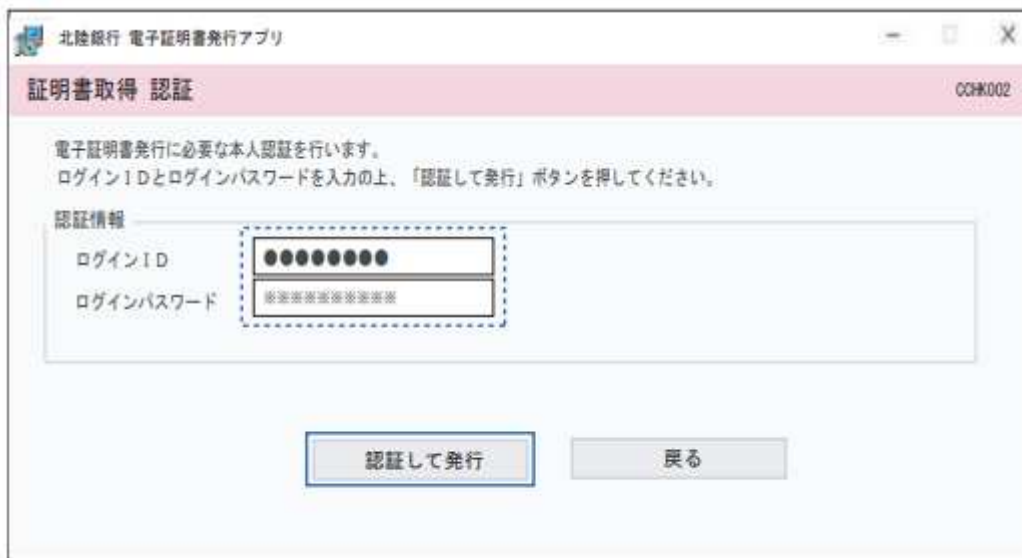 北陸銀行 電子証明書発行アプリ
証明書取得 認証 CCHK002
電子証明書発行に必要な本人認証を行います。
ログインＩＤとログインパスワードを入力の上、「認証して発行」ボタンを押してください。
認証情報
ログインＩＤ ●●●●●●●●
ログインパスワード ※※※※※※※※※※
認証して発行 戻る